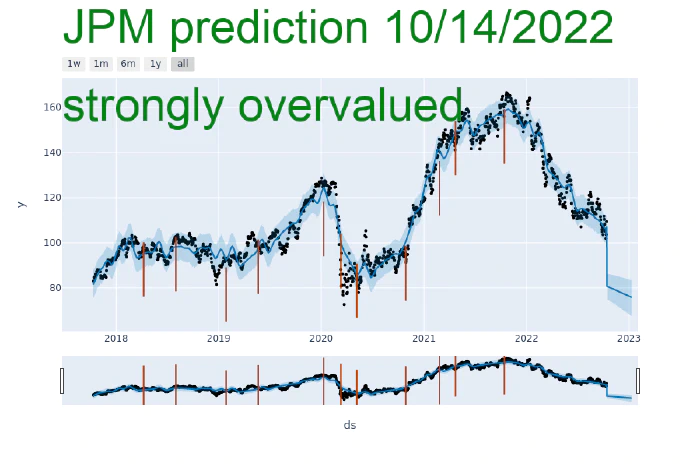 JPM prediction 10/14/2022
1w 1m 6m 1y all
strongly overvalued
160
140
120
100
80
y
2018 2019 2020 2021 2022 2023
ds